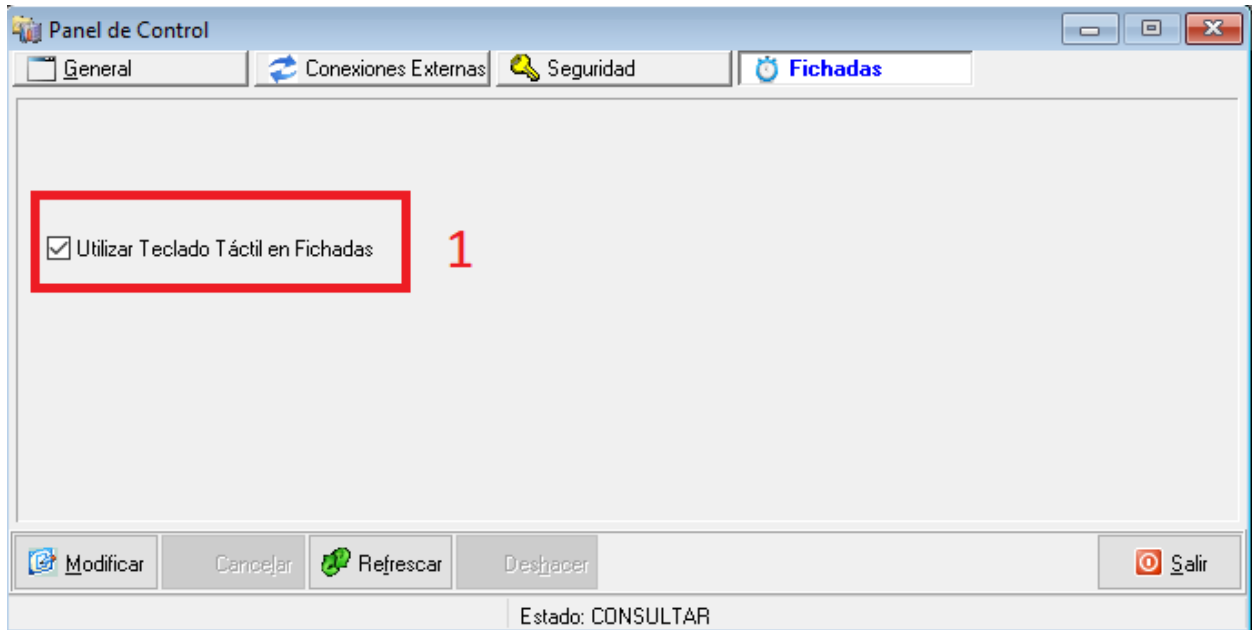 Panel de Control
General
Conexiones Externas
Seguridad
Fichadas
Utilizar Teclado Táctil en Fichadas
1
Modificar
Cancelar
Refrescar
Deshacer
Salir
Estado: CONSULTAR